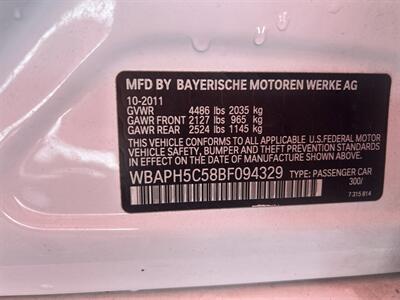 MFD BY BAYERISCHE MOTOREN WERKE AG
10-2011
GVWR 4486 lbs 2035 kg
GAWR FRONT 2127 lbs 965 kg
GAWR REAR 2524 lbs 1145 kg
THIS VEHICLE CONFORMS TO ALL APPLICABLE U.S.FEDERAL MOTOR
VEHICLE SAFETY, BUMPER, AND THEFT PREVENTION STANDARDS
IN EFFECT ON THE DATE OF MANUFACTURE SHOWN ABOVE.
WBAPH5C58BF094329 TYPE: PASSENGER CAR
300/
7 315 814